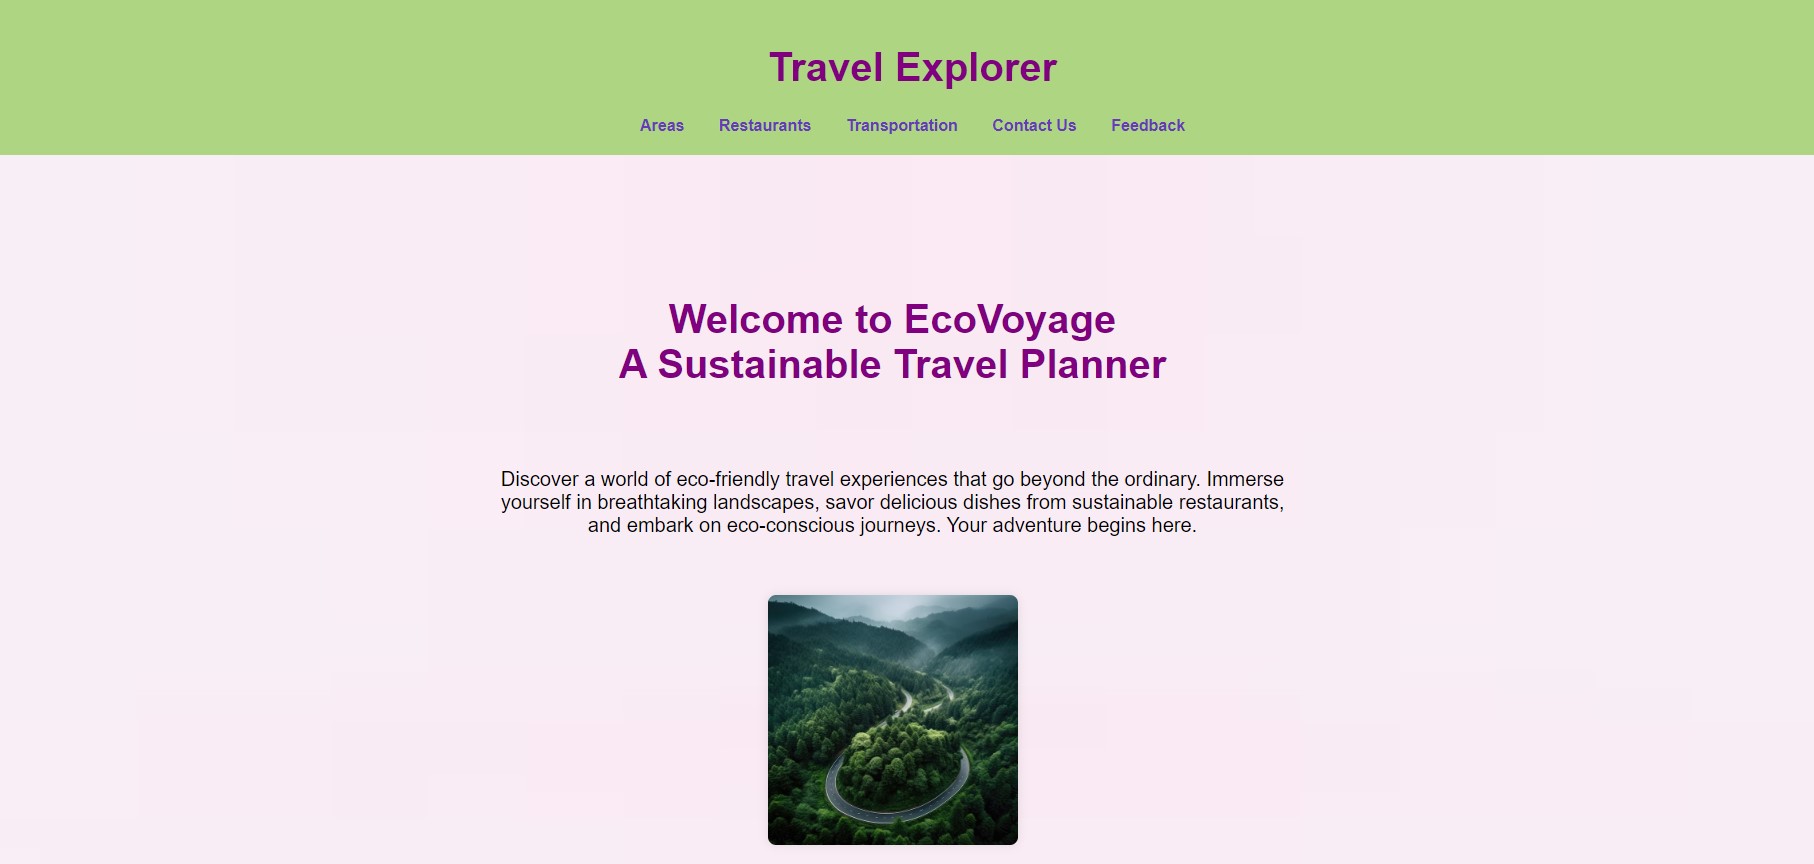 Travel Explorer
Areas Restaurants Transportation Contact Us Feedback
Welcome to EcoVoyage
A Sustainable Travel Planner
Discover a world of eco-friendly travel experiences that go beyond the ordinary. Immerse
yourself in breathtaking landscapes, savor delicious dishes from sustainable restaurants,
and embark on eco-conscious journeys. Your adventure begins here.